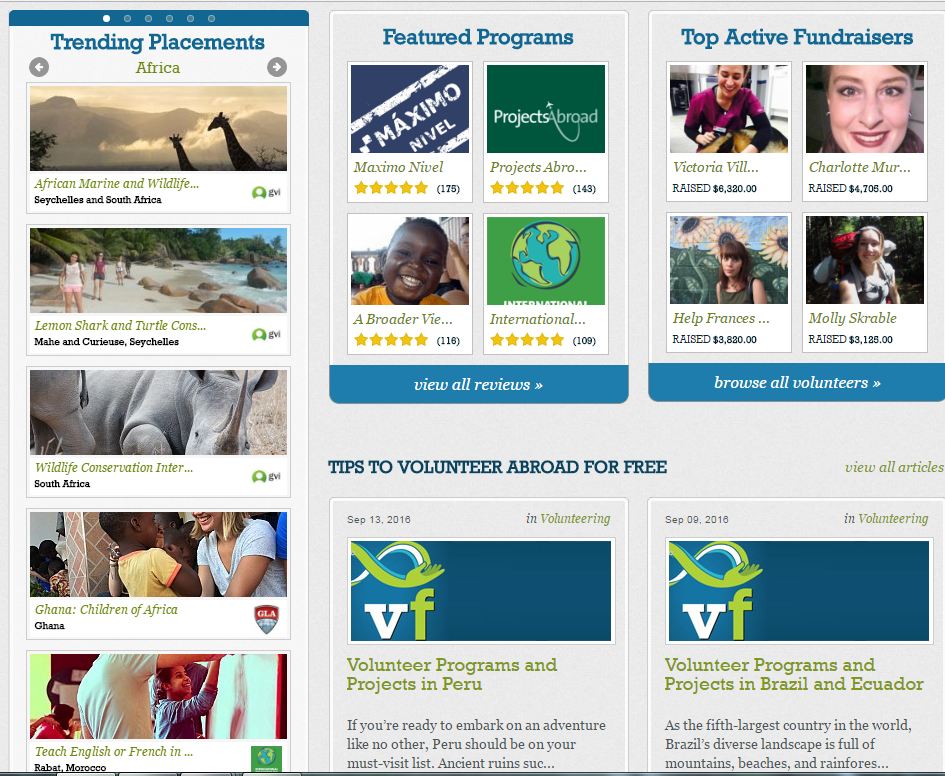 Trending Placements
Africa
African Marine and Wildlife...
Seychelles and South Africa
gvi
Lemon Shark and Turtle Cons...
Mahe and Curieuse, Seychelles
gvi
Wildlife Conservation Inter...
South Africa
gvi
Ghana: Children of Africa
Ghana
GLA
Teach English or French in ...
Rabat, Morocco
Featured Programs
MÁXIMO
NIVEL
Maximo Nivel
(175)
ProjectsAbroad
Projects Abro...
(143)
A Broader Vie...
(116)
INTERNATIONAL
International...
(109)
view all reviews »
Top Active Fundraisers
Victoria Vill...
RAISED $6,320.00
Charlotte Mur...
RAISED $4,705.00
Help Frances ...
RAISED $3,820.00
Molly Skrable
RAISED $3,125.00
browse all volunteers »
TIPS TO VOLUNTEER ABROAD FOR FREE
view all articles
Sep 13, 2016
in Volunteering
vf
Volunteer Programs and
Projects in Peru
If you're ready to embark on an adventure
like no other, Peru should be on your
must-visit list. Ancient ruins suc...
Sep 09, 2016
in Volunteering
vf
Volunteer Programs and
Projects in Brazil and Ecuador
As the fifth-largest country in the world,
Brazil's diverse landscape is full of
mountains, beaches, and rainfores...